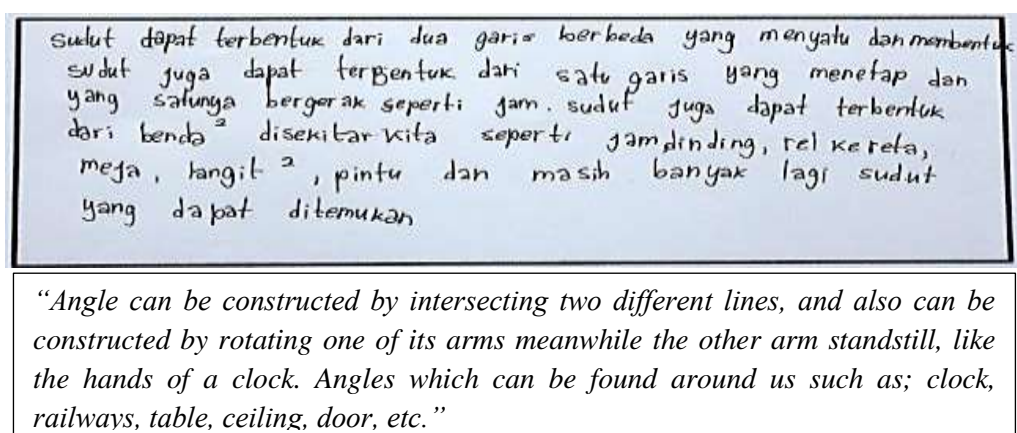 sudut dapat terbentuk dari dua garis berbeda yang menyatu dan membentuk
sudut juga dapat terbentuk dari satu garis yang menetap dan
yang satunya bergerak seperti jam. sudut juga dapat terbentuk
dari benda² disekitar kita seperti jam dinding, rel kereta,
meja, langit², pintu dan masih banyak lagi sudut
yang dapat ditemukan
“Angle can be constructed by intersecting two different lines, and also can be
constructed by rotating one of its arms meanwhile the other arm standstill, like
the hands of a clock. Angles which can be found around us such as; clock,
railways, table, ceiling, door, etc.”